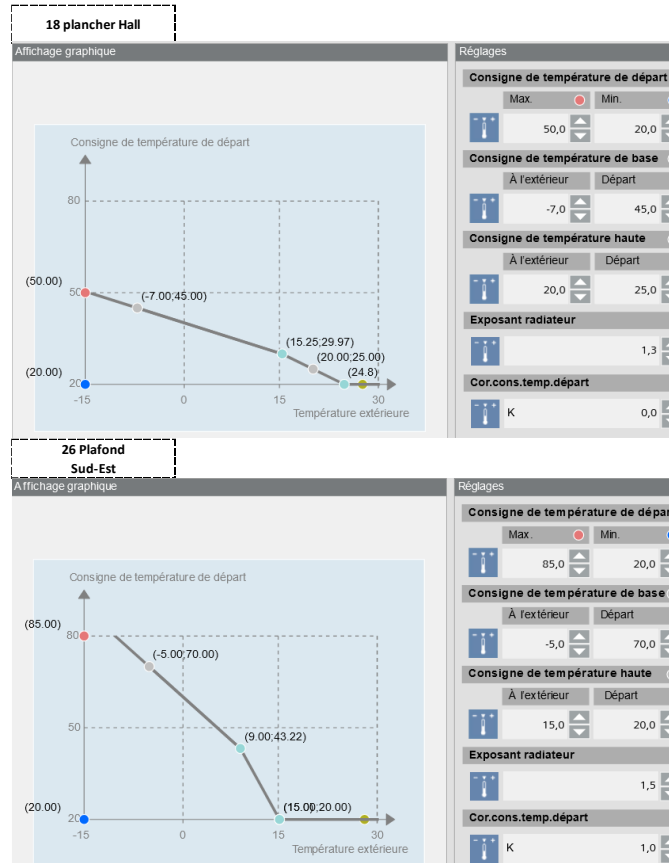 18 plancher Hall
Affichage graphique
Réglages
Consigne de température de départ
Max.
Min.
50,0
20,0
Consigne de température de base
À l'extérieur
Départ
-7,0
45,0
Consigne de température haute
À l'extérieur
Départ
20,0
25,0
Exposant radiateur
1,3
Cor.cons.temp.départ
K
0,0
Consigne de température de départ
80
(50.00)
50
(-7.00;45.00)
(15.25;29.97)
(20.00;25.00)
(24.8)
(20.00)
20
-15
0
15
30
Température extérieure
26 Plafond
Sud-Est
Affichage graphique
Réglages
Consigne de température de dépar
Max.
Min.
85,0
20,0
Consigne de température de base
À l'extérieur
Départ
-5,0
70,0
Consigne de température haute
À l'extérieur
Départ
15,0
20,0
Exposant radiateur
1,5
Cor.cons.temp.départ
K
1,0
Consigne de température de départ
(85.00)
80
(-5.00;70.00)
50
(9.00;43.22)
(20.00)
20
(15.00;20.00)
-15
0
15
30
Température extérieure